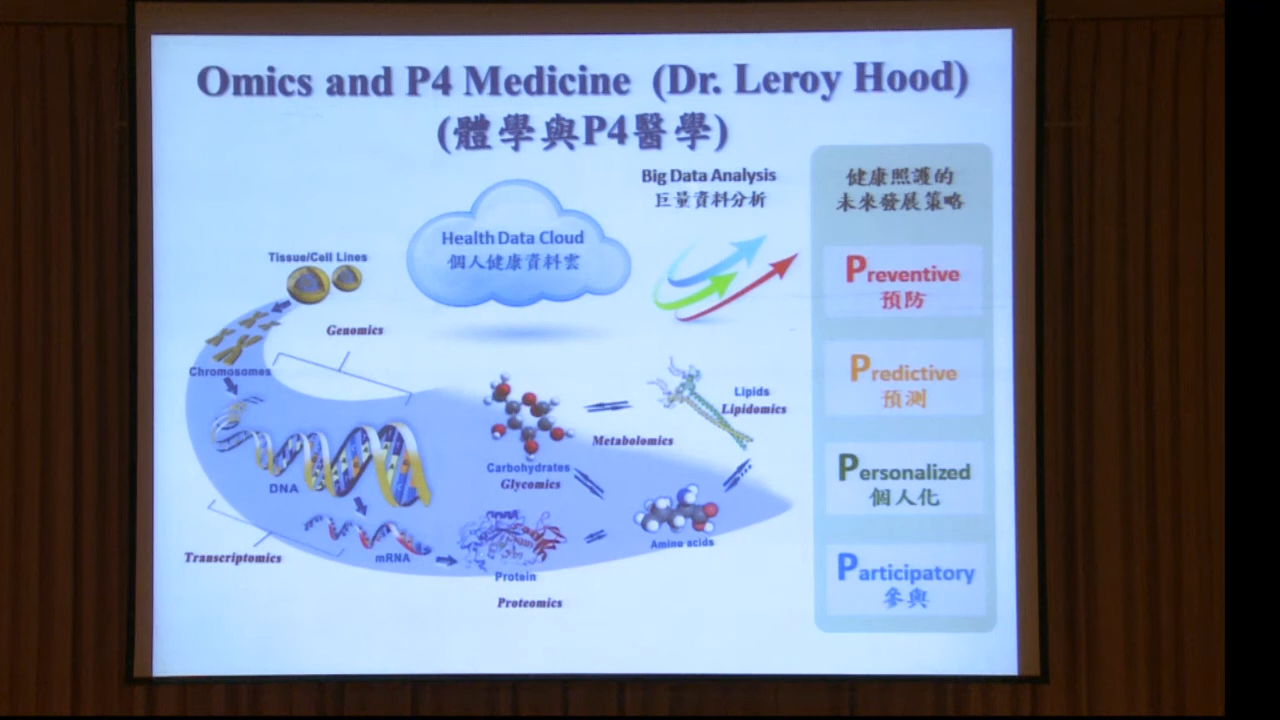 Omics and P4 Medicine (Dr. Leroy Hood)
(體學與P4醫學)
Big Data Analysis
巨量資料分析
Health Data Cloud
個人健康資料雲
Tissue/Cell Lines
Genomics
Chromosomes
DNA
Transcriptomics
mRNA
Protein
Proteomics
Carbohydrates
Glycomics
Metabolomics
Lipids
Lipidomics
Amino acids
健康照護的
未來發展策略
Preventive
預防
Predictive
預測
Personalized
個人化
Participatory
參與